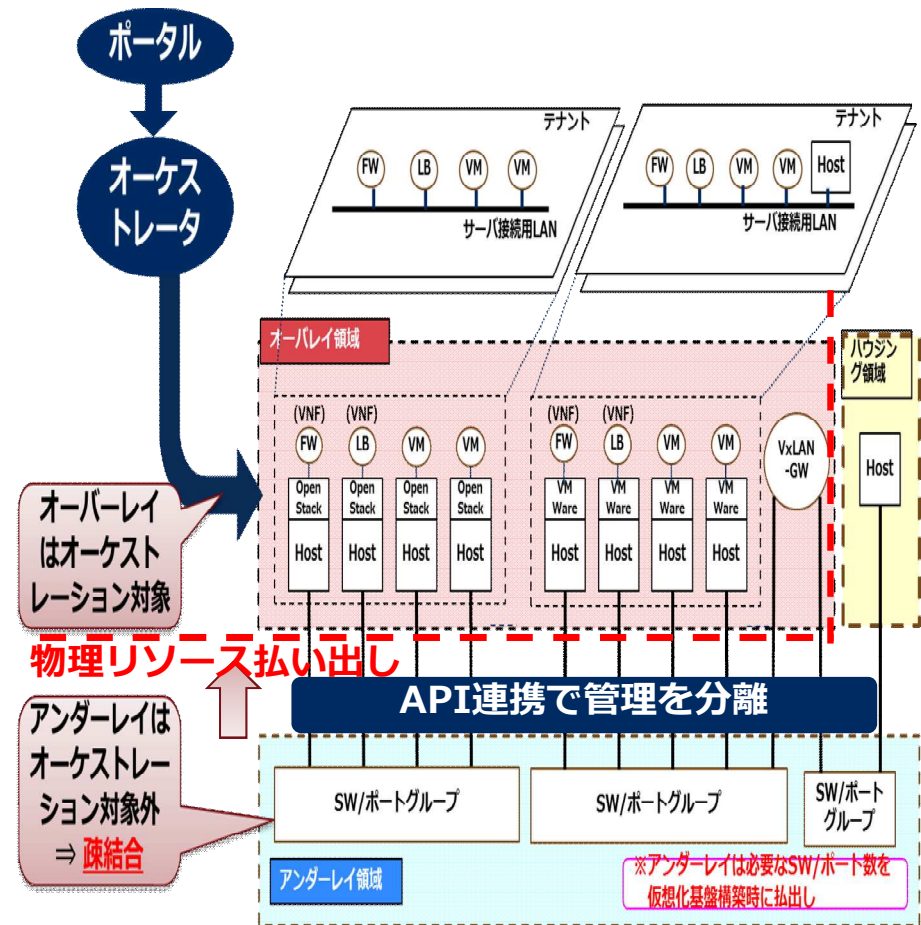 ポータル
オーケス
トレータ
テナント
FW
LB
VM
VM
サーバ接続用LAN
テナント
FW
LB
VM
VM
Host
サーバ接続用LAN
オーバレイ領域
ハウジン
グ領域
(VNF)
(VNF)
FW
LB
VM
VM
(VNF)
(VNF)
FW
LB
VM
VM
VxLAN
-GW
Host
Open
Stack
Open
Stack
Open
Stack
Open
Stack
VM
Ware
VM
Ware
VM
Ware
VM
Ware
Host
Host
Host
Host
Host
Host
Host
Host
オーバーレイ
はオーケスト
レーション対象
物理リソース払い出し
API連携で管理を分離
アンダーレイは
オーケストレー
ション対象外
⇒ 疎結合
SW/ポートグループ
SW/ポートグループ
SW/ポート
グループ
アンダーレイ領域
※アンダーレイは必要なSW/ポート数を
仮想化基盤構築時に払出し